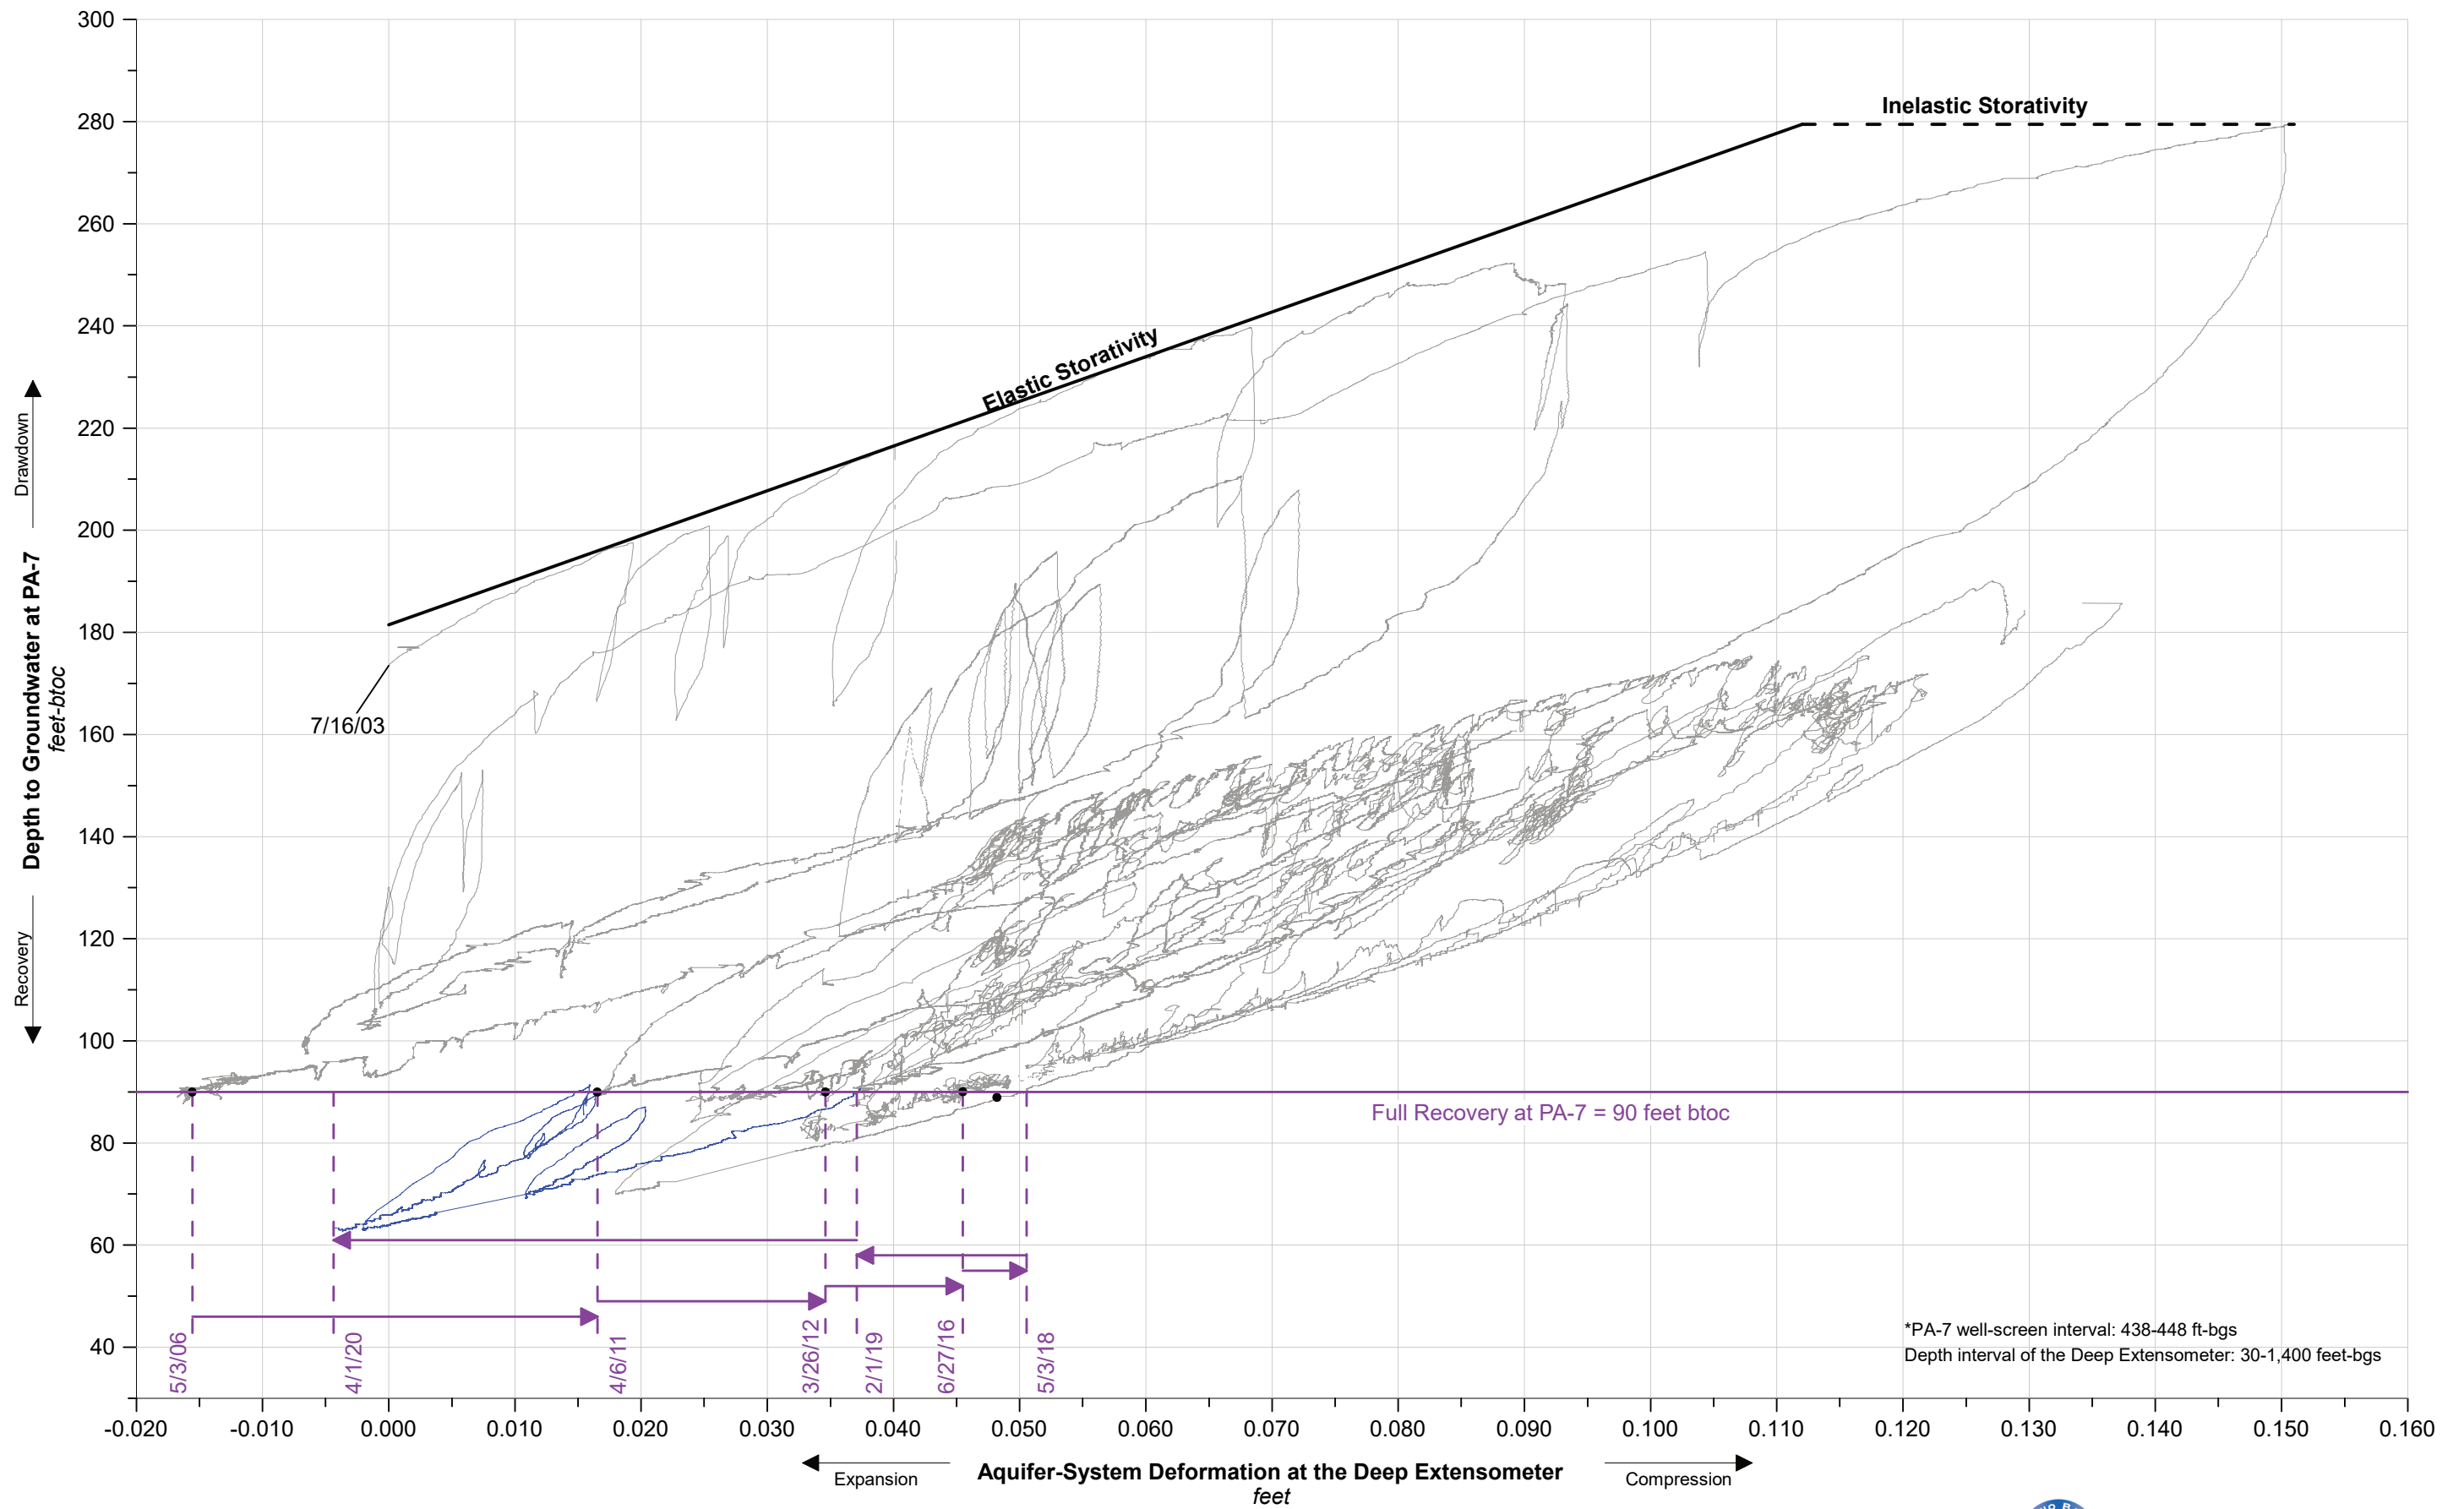 300
280
260
240
220
200
180
160
140
120
100
80
60
40
Drawdown
Depth to Groundwater at PA-7
feet-btoc
Recovery
Inelastic Storativity
Elastic Storativity
7/16/03
Full Recovery at PA-7 = 90 feet btoc
5/3/06
4/1/20
4/6/11
3/26/12
2/1/19
6/27/16
5/3/18
*PA-7 well-screen interval: 438-448 ft-bgs
Depth interval of the Deep Extensometer: 30-1,400 feet-bgs
-0.020 -0.010 0.000 0.010 0.020 0.030 0.040 0.050 0.060 0.070 0.080 0.090 0.100 0.110 0.120 0.130 0.140 0.150 0.160
Expansion
Aquifer-System Deformation at the Deep Extensometer
Compression
feet